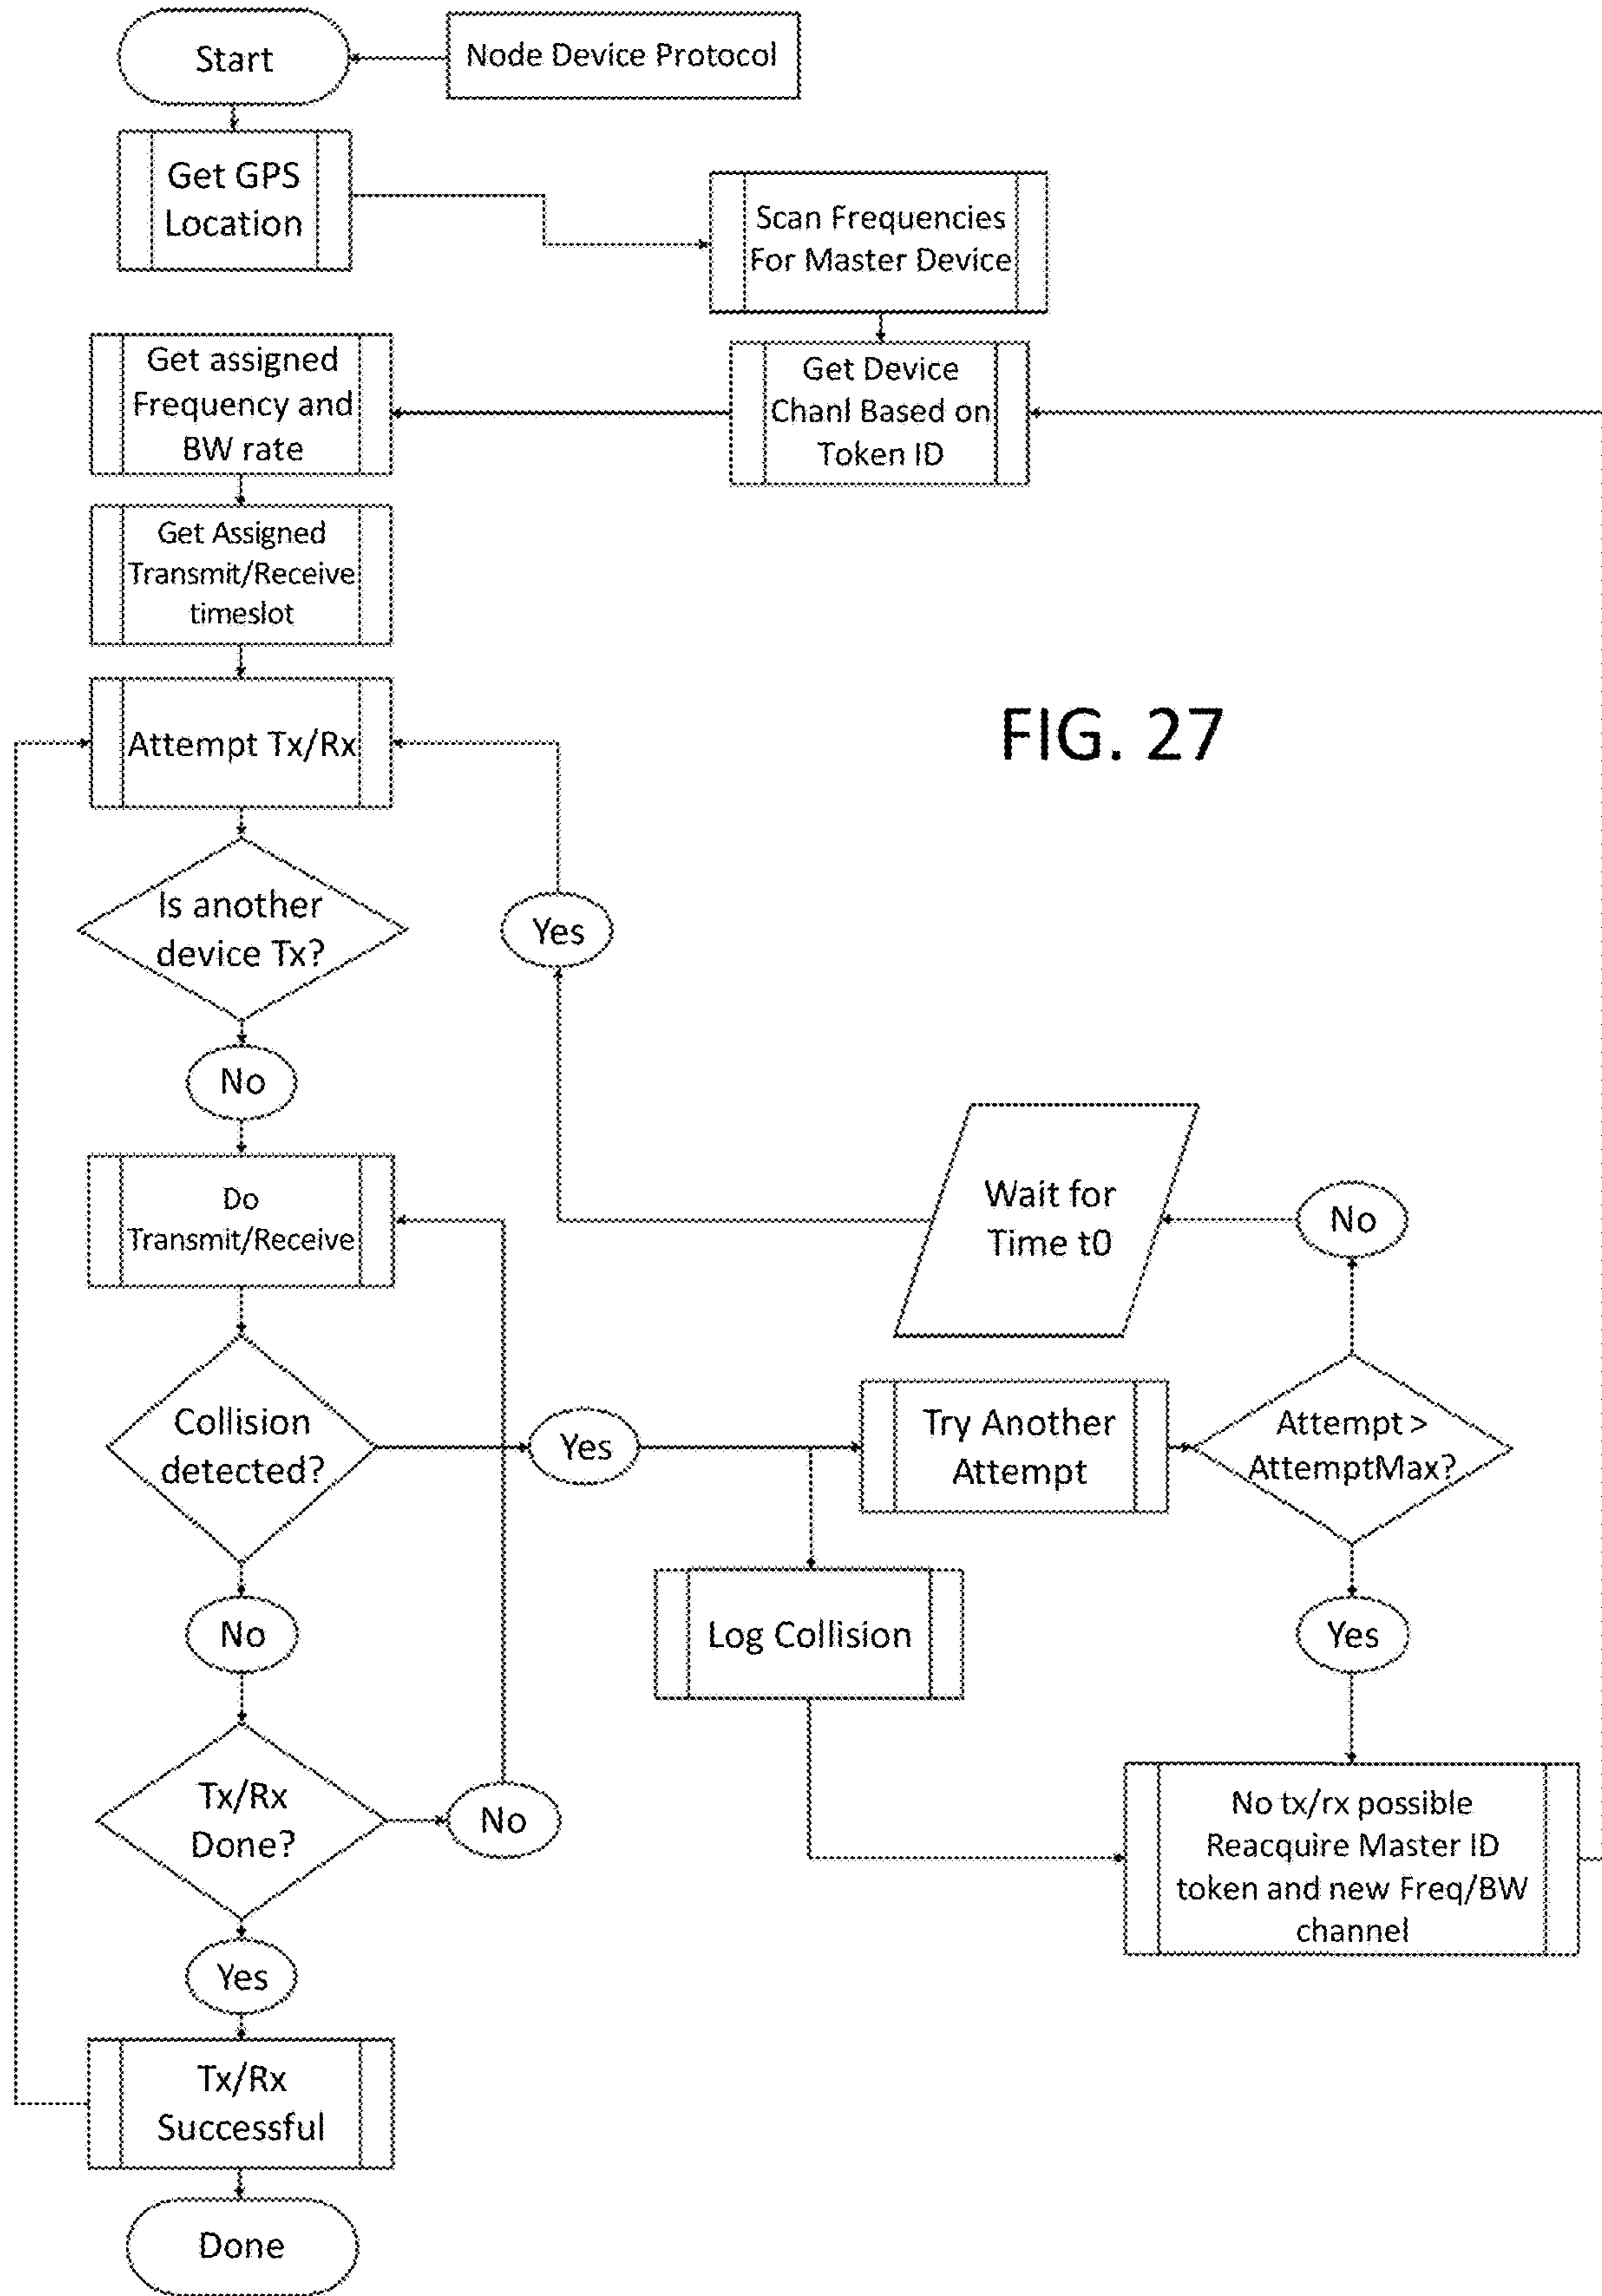 Start
Node Device Protocol
Get GPS
Location
Scan Frequencies
For Master Device
Get assigned
Frequency and
BW rate
Get Device
Chanl Based on
Token ID
Get Assigned
Transmit/Receive
timeslot
Attempt Tx/Rx
FIG. 27
Is another
device Tx?
Yes
No
Do
Transmit/Receive
Wait for
Time t0
No
Collision
detected?
Yes
Try Another
Attempt
Attempt >
AttemptMax?
No
Log Collision
Yes
Tx/Rx
Done?
No
No tx/rx possible
Reacquire Master ID
token and new Freq/BW
channel
Yes
Tx/Rx
Successful
Done